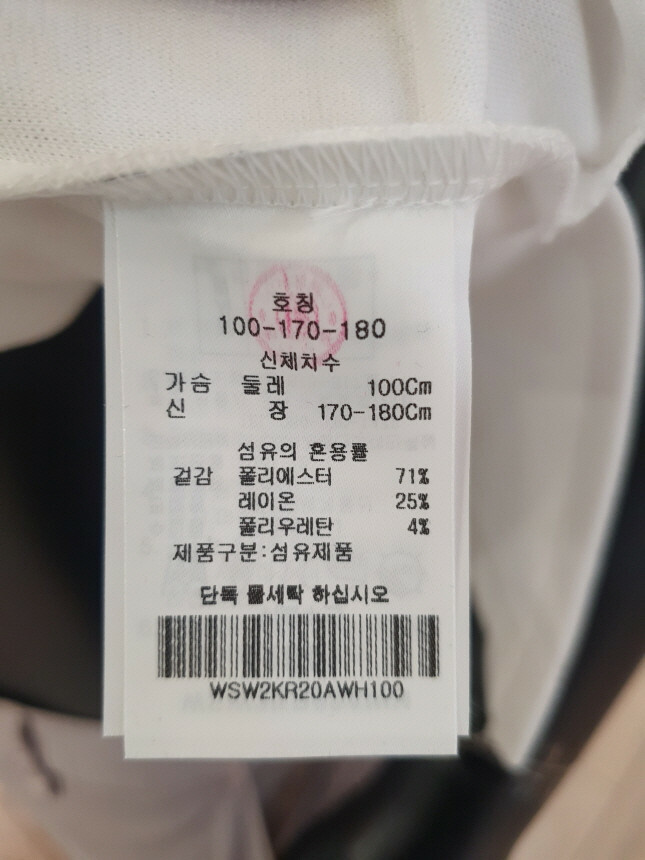 호칭
100-170-180
신체치수
가슴 둘레 100Cm
신 장 170-180Cm
섬유의 혼용률
겉감 폴리에스터 71%
레이온 25%
폴리우레탄 4%
제품구분:섬유제품
단독 물세탁 하십시오
WSW2KR20AWH100